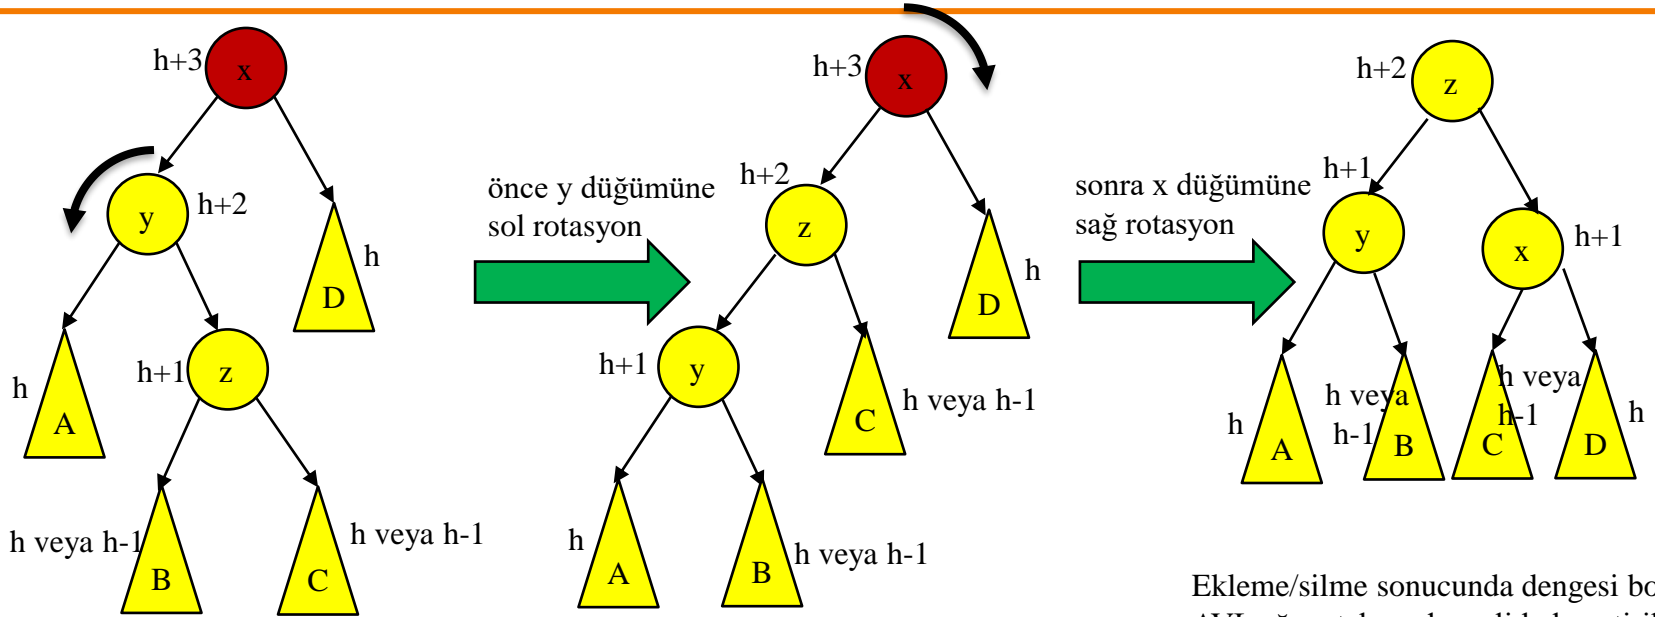 h+3
x
y
h+2
h
D
h
A
h+1
z
h veya h-1
B
C
h veya h-1
önce y düğümüne
sol rotasyon
h+3
x
h+2
z
h
D
h+1
y
C
h veya h-1
h
A
B
h veya h-1
sonra x düğümüne
sağ rotasyon
h+2
z
h+1
y
x
h+1
h
A
h veya
h-1
B
C
h veya
h-1
D
h
Ekleme/silme sonucunda dengesi